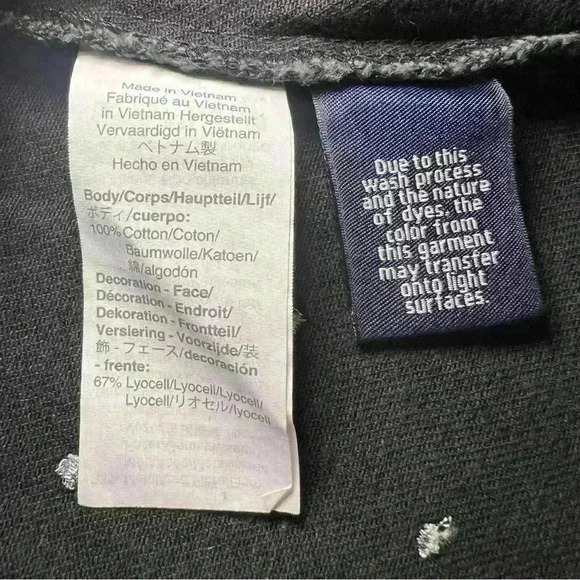 Made in Vietnam
Fabriqué au Vietnam
in Vietnam Hergestellt
Vervaardigd in Viëtnam
ベトナム製
Hecho en Vietnam
Body/Corps/Hauptteil/Lijf/
ボディ/cuerpo:
100% Cotton/Coton/
Baumwolle/Katoen/
綿/algodón
Decoration - Face/
Décoration - Endroit/
Dekoration - Frontteil/
Versiering - Voorzijde/装
飾 - フェース/decoración
- frente:
67% Lyocell/Lyocell/Lyocell/
Lyocell/リオセル/lyocell
Due to this
wash process
and the nature
of dyes, the
color from
this garment
may transfer
onto light
surfaces.